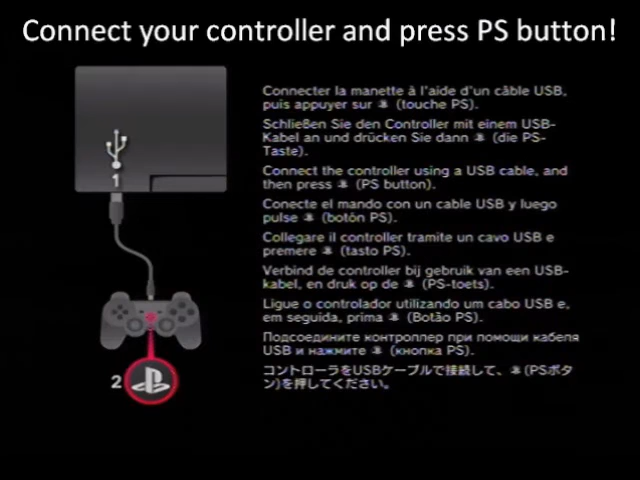 Connect your controller and press PS button!
Connecter la manette à l'aide d'un câble USB,
puis appuyer sur (touche PS).
Schließen Sie den Controller mit einem USB-
Kabel an und drücken Sie dann (die PS-
Taste).
Connect the controller using a USB cable, and
then press (PS button).
Conecte el mando con un cable USB y luego
pulse (botón PS).
Collegare il controller tramite un cavo USB e
premere (tasto PS).
Verbind de controller bij gebruik van een USB-
kabel, en druk op de (PS-toets).
Ligue o controlador utilizando um cabo USB e,
em seguida, prima (Botão PS).
Подсоедините контроллер при помощи кабеля
USB и нажмите (кнопка PS).
コントローラをUSBケーブルで接続して、 (PSボタ
ン)を押してください。
1
2